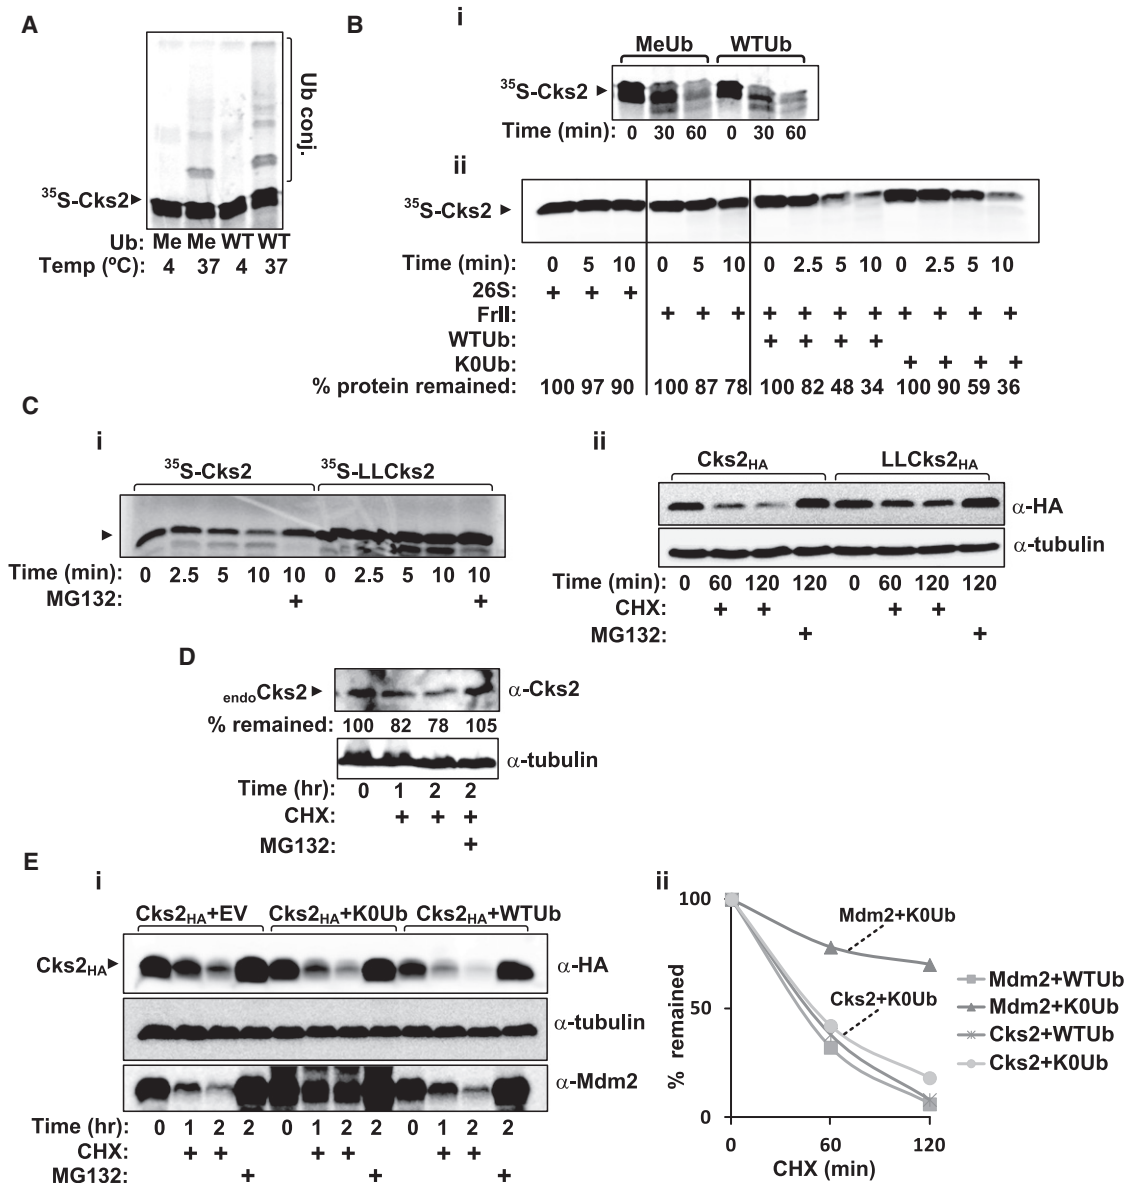 A
Ub conj.
³⁵S-Cks2
Ub: Me Me WT WT
Temp (ºC): 4 37 4 37
B
i
MeUb WTUb
³⁵S-Cks2
Time (min): 0 30 60 0 30 60
ii
³⁵S-Cks2
Time (min): 0 5 10 0 5 10 0 2.5 5 10 0 2.5 5 10
26S: + + +
FrII: + + + + + + + + + + +
WTUb: + + + +
K0Ub: + + + +
% protein remained: 100 97 90 100 87 78 100 82 48 34 100 90 59 36
C
i
³⁵S-Cks2 ³⁵S-LLCks2
Time (min): 0 2.5 5 10 10 0 2.5 5 10 10
MG132: + +
ii
Cks2HA LLCks2HA
α-HA
α-tubulin
Time (min): 0 60 120 120 0 60 120 120
CHX: + + + +
MG132: + +
D
endoCks2 α-Cks2
% remained: 100 82 78 105
α-tubulin
Time (hr): 0 1 2 2
CHX: + + +
MG132: +
E
i
Cks2HA+EV Cks2HA+K0Ub Cks2HA+WTUb
Cks2HA α-HA
α-tubulin
α-Mdm2
Time (hr): 0 1 2 2 0 1 2 2 0 1 2 2
CHX: + + + + + +
MG132: + + +
ii
% remained
100
50
0
0 60 120
CHX (min)
Mdm2+K0Ub
Cks2+K0Ub
Mdm2+WTUb
Mdm2+K0Ub
Cks2+WTUb
Cks2+K0Ub